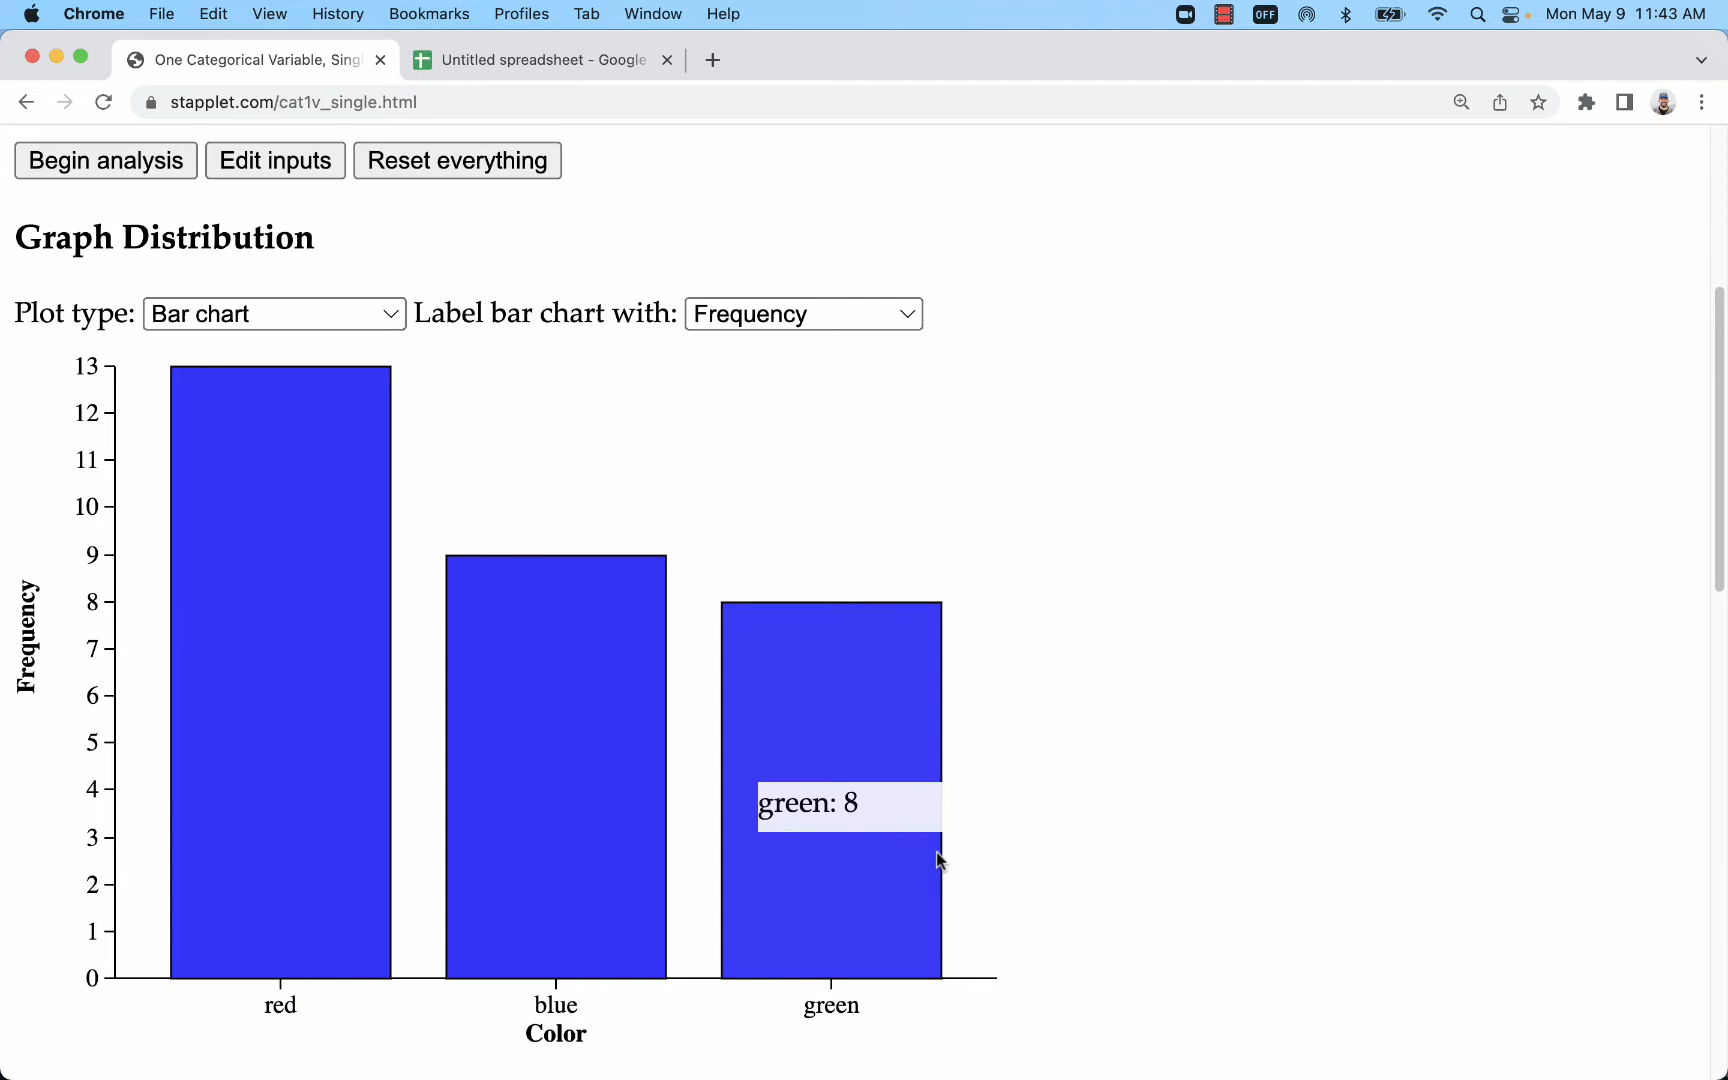 Chrome File Edit View History Bookmarks Profiles Tab Window Help OFF Mon May 9 11:43 AM
One Categorical Variable, Sing Untitled spreadsheet - Google
stapplet.com/cat1v_single.html
Begin analysis Edit inputs Reset everything
Graph Distribution
Plot type: Bar chart Label bar chart with: Frequency
13
12
11
10
9
8
7
6
5
4
3
2
1
0
Frequency
green: 8
red blue green
Color